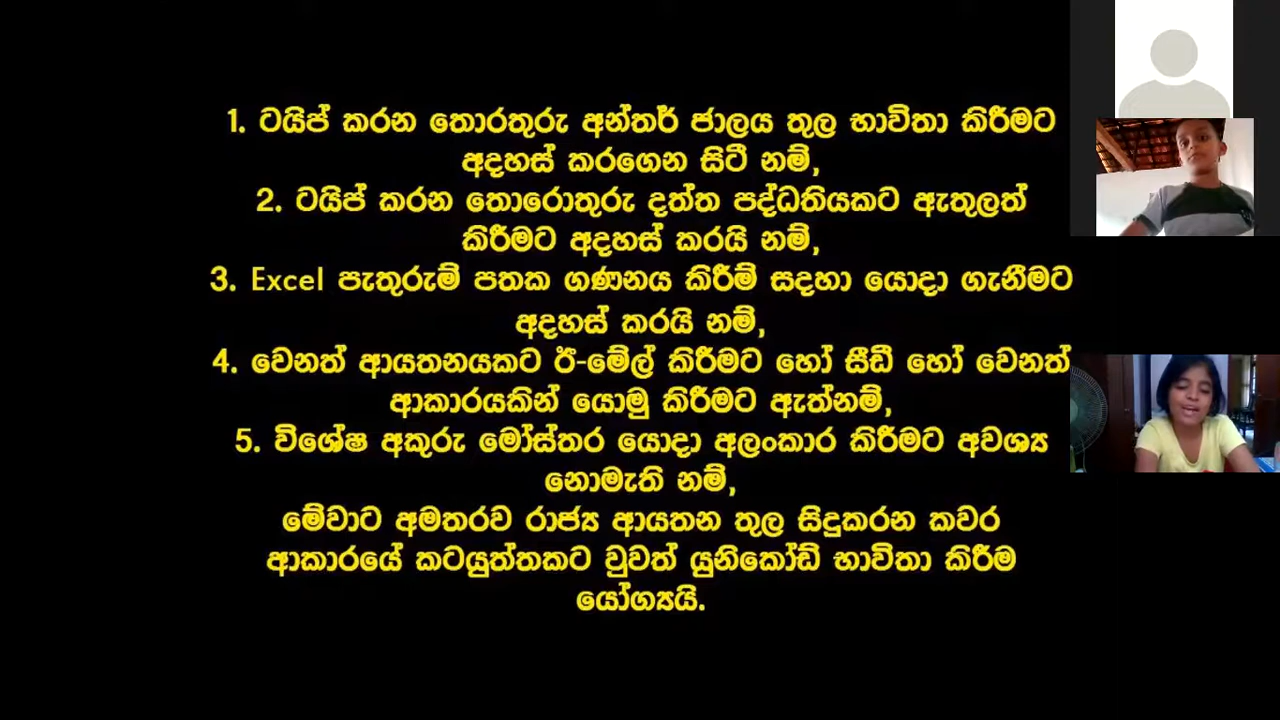 1. ටයිප් කරන තොරතුරු අන්තර් ජාලය තුල භාවිතා කිරීමට
අදහස් කරගෙන සිටී නම්,
2. ටයිප් කරන තොරොතුරු දත්ත පද්ධතියකට ඇතුලත්
කිරීමට අදහස් කරයි නම්,
3. Excel පැතුරුම් පතක ගණනය කිරීම් සදහා යොදා ගැනීමට
අදහස් කරයි නම්,
4. වෙනත් ආයතනයකට ඊ-මේල් කිරීමට හෝ සීඩී හෝ වෙනත්
ආකාරයකින් යොමු කිරීමට ඇත්නම්,
5. විශේෂ අකුරු මෝස්තර යොදා අලංකාර කිරීමට අවශ්‍ය
නොමැති නම්,
මේවාට අමතරව රාජ්‍ය ආයතන තුල සිදුකරන කවර
ආකාරයේ කටයුත්තකට වුවත් යුනිකෝඩ් භාවිතා කිරීම
යෝග්‍යයි.